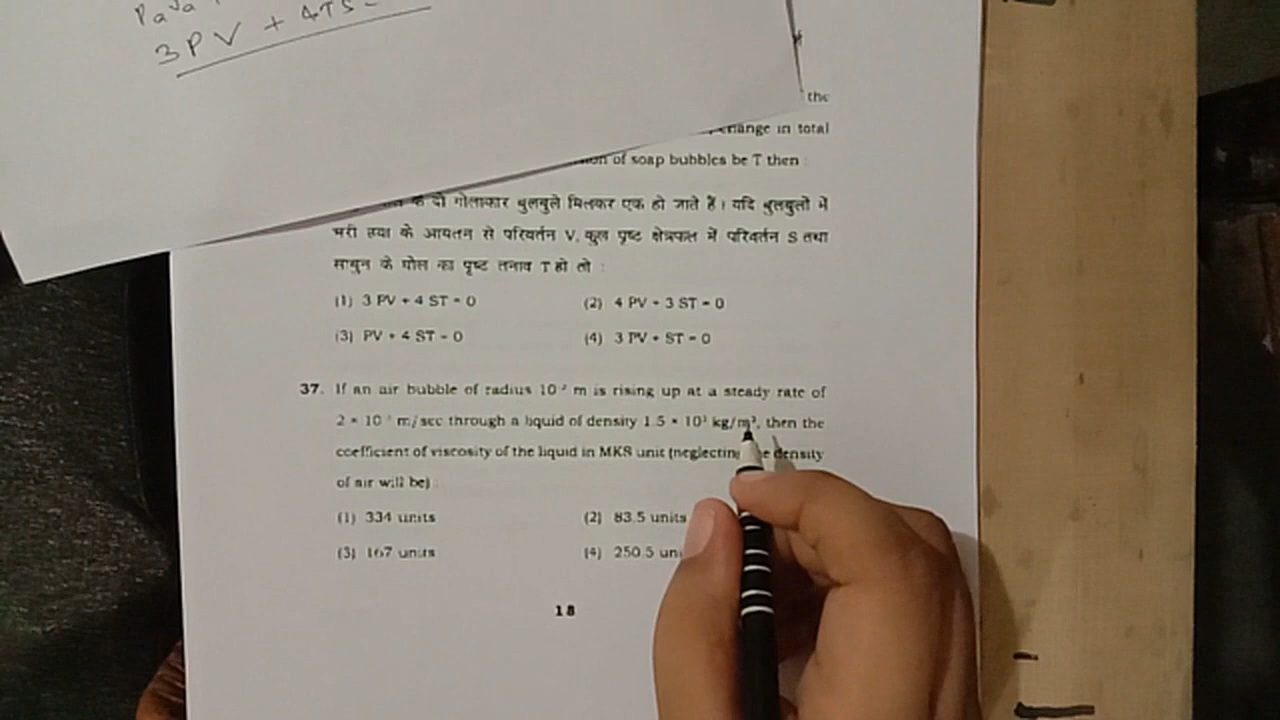 3PV + 4TS
the
change in total
of soap bubbles be T then :
के दो गोलाकार बुलबुले मिलकर एक हो जाते हैं। यदि बुलबुलों में
भरी हवा के आयतन से परिवर्तन V, कुल पृष्ट क्षेत्रफल में परिवर्तन S तथा
साबुन के घोल का पृष्ट तनाव T हो तो :
(1) 3 PV + 4 ST = 0 (2) 4 PV + 3 ST = 0
(3) PV + 4 ST = 0 (4) 3 PV + ST = 0
37. If an air bubble of radius 10 m is rising up at a steady rate of
2 × 10 m/sec through a liquid of density 1.5 × 10³ kg/m³, then the
coefficient of viscosity of the liquid in MKS unit (neglecting density
of air will be) :
(1) 334 units (2) 83.5 units
(3) 167 units (4) 250.5
18